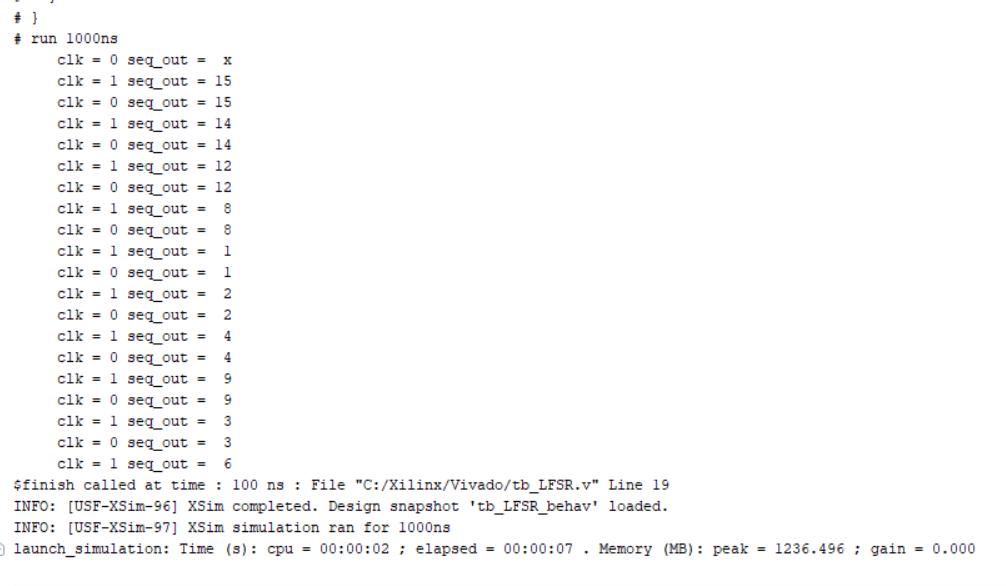 # }
# run 1000ns
clk = 0 seq_out =  x
clk = 1 seq_out = 15
clk = 0 seq_out = 15
clk = 1 seq_out = 14
clk = 0 seq_out = 14
clk = 1 seq_out = 12
clk = 0 seq_out = 12
clk = 1 seq_out =  8
clk = 0 seq_out =  8
clk = 1 seq_out =  1
clk = 0 seq_out =  1
clk = 1 seq_out =  2
clk = 0 seq_out =  2
clk = 1 seq_out =  4
clk = 0 seq_out =  4
clk = 1 seq_out =  9
clk = 0 seq_out =  9
clk = 1 seq_out =  3
clk = 0 seq_out =  3
clk = 1 seq_out =  6
$finish called at time : 100 ns : File "C:/Xilinx/Vivado/tb_LFSR.v" Line 19
INFO: [USF-XSim-96] XSim completed. Design snapshot 'tb_LFSR_behav' loaded.
INFO: [USF-XSim-97] XSim simulation ran for 1000ns
launch_simulation: Time (s): cpu = 00:00:02 ; elapsed = 00:00:07 . Memory (MB): peak = 1236.496 ; gain = 0.000